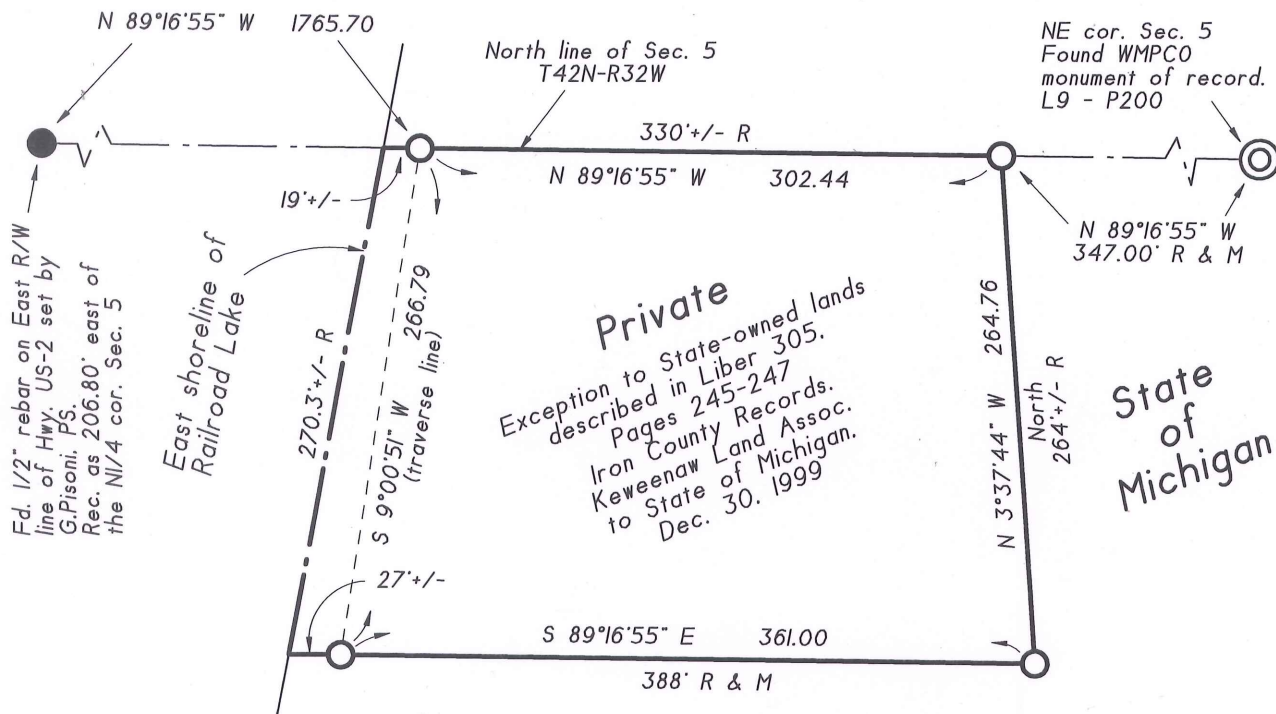 N 89°16'55" W 1765.70
North line of Sec. 5
T42N-R32W
NE cor. Sec. 5
Found WMPCO
monument of record.
L9 - P200
330'+/- R
N 89°16'55" W 302.44
19'+/-
N 89°16'55" W
347.00' R & M
Fd. 1/2" rebar on East R/W
line of Hwy. US-2 set by
G.Pisoni. PS.
Rec. as 206.80' east of
the N1/4 cor. Sec. 5
East shoreline of
Railroad Lake
270.3'+/- R
S 9°00'51" W 266.79
(traverse line)
Private
Exception to State-owned lands
described in Liber 305.
Pages 245-247
Iron County Records.
Keweenaw Land Assoc.
to State of Michigan.
Dec. 30. 1999
N 3°37'44" W 264.76
North
264'+/- R
State
of
Michigan
27'+/-
S 89°16'55" E 361.00
388' R & M